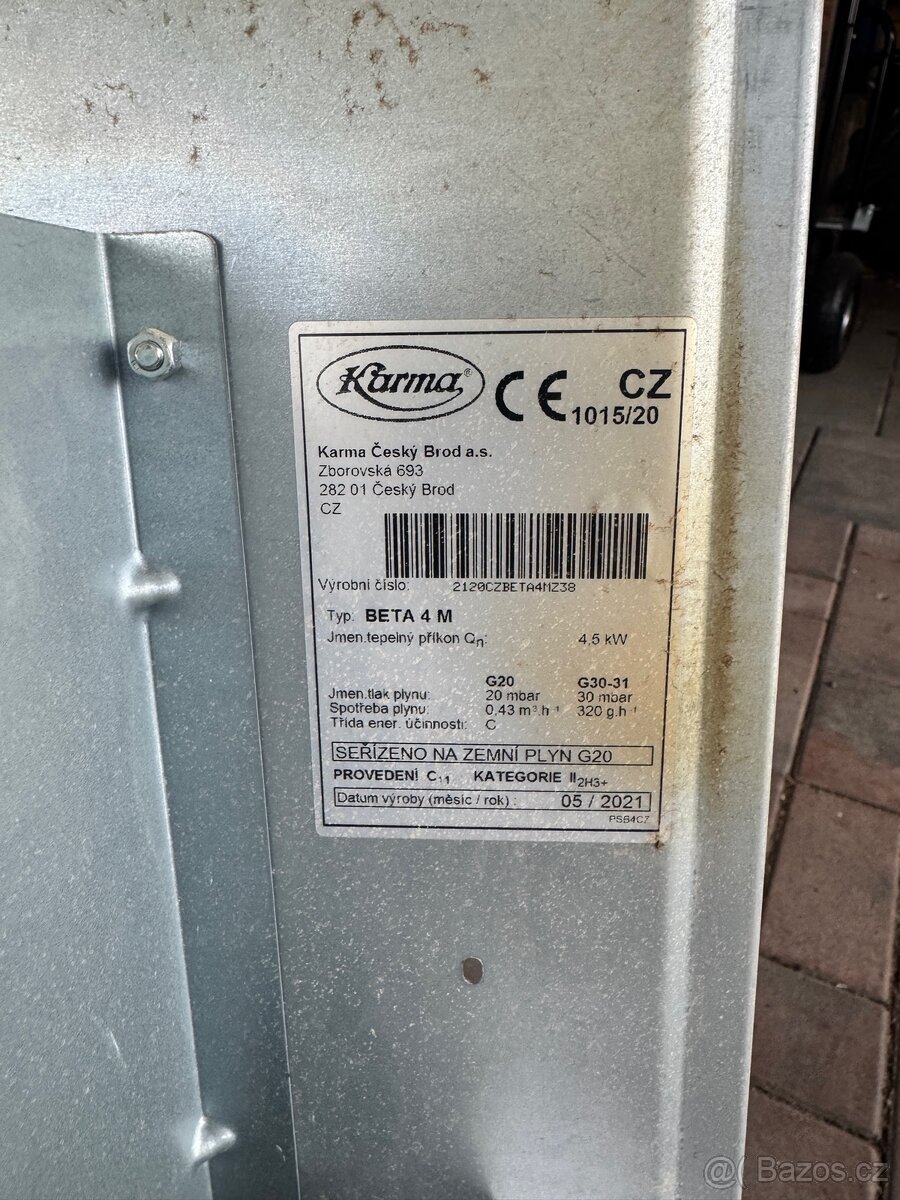 Karma®
CE
CZ
1015/20
Karma Český Brod a.s.
Zborovská 693
282 01 Český Brod
CZ
Výrobní číslo: 2120CZBETA4MZ38
Typ: BETA 4 M
Jmen.tepelný příkon Qn: 4,5 kW
G20 G30-31
Jmen.tlak plynu: 20 mbar 30 mbar
Spotřeba plynu: 0,43 m³.h⁻¹ 320 g.h⁻¹
Třída ener. účinnosti: C
SEŘÍZENO NA ZEMNÍ PLYN G20
PROVEDENÍ C₁₁ KATEGORIE II₂H3+
Datum výroby (měsíc / rok) : 05 / 2021
PS84CZ
@( Bazos.cz